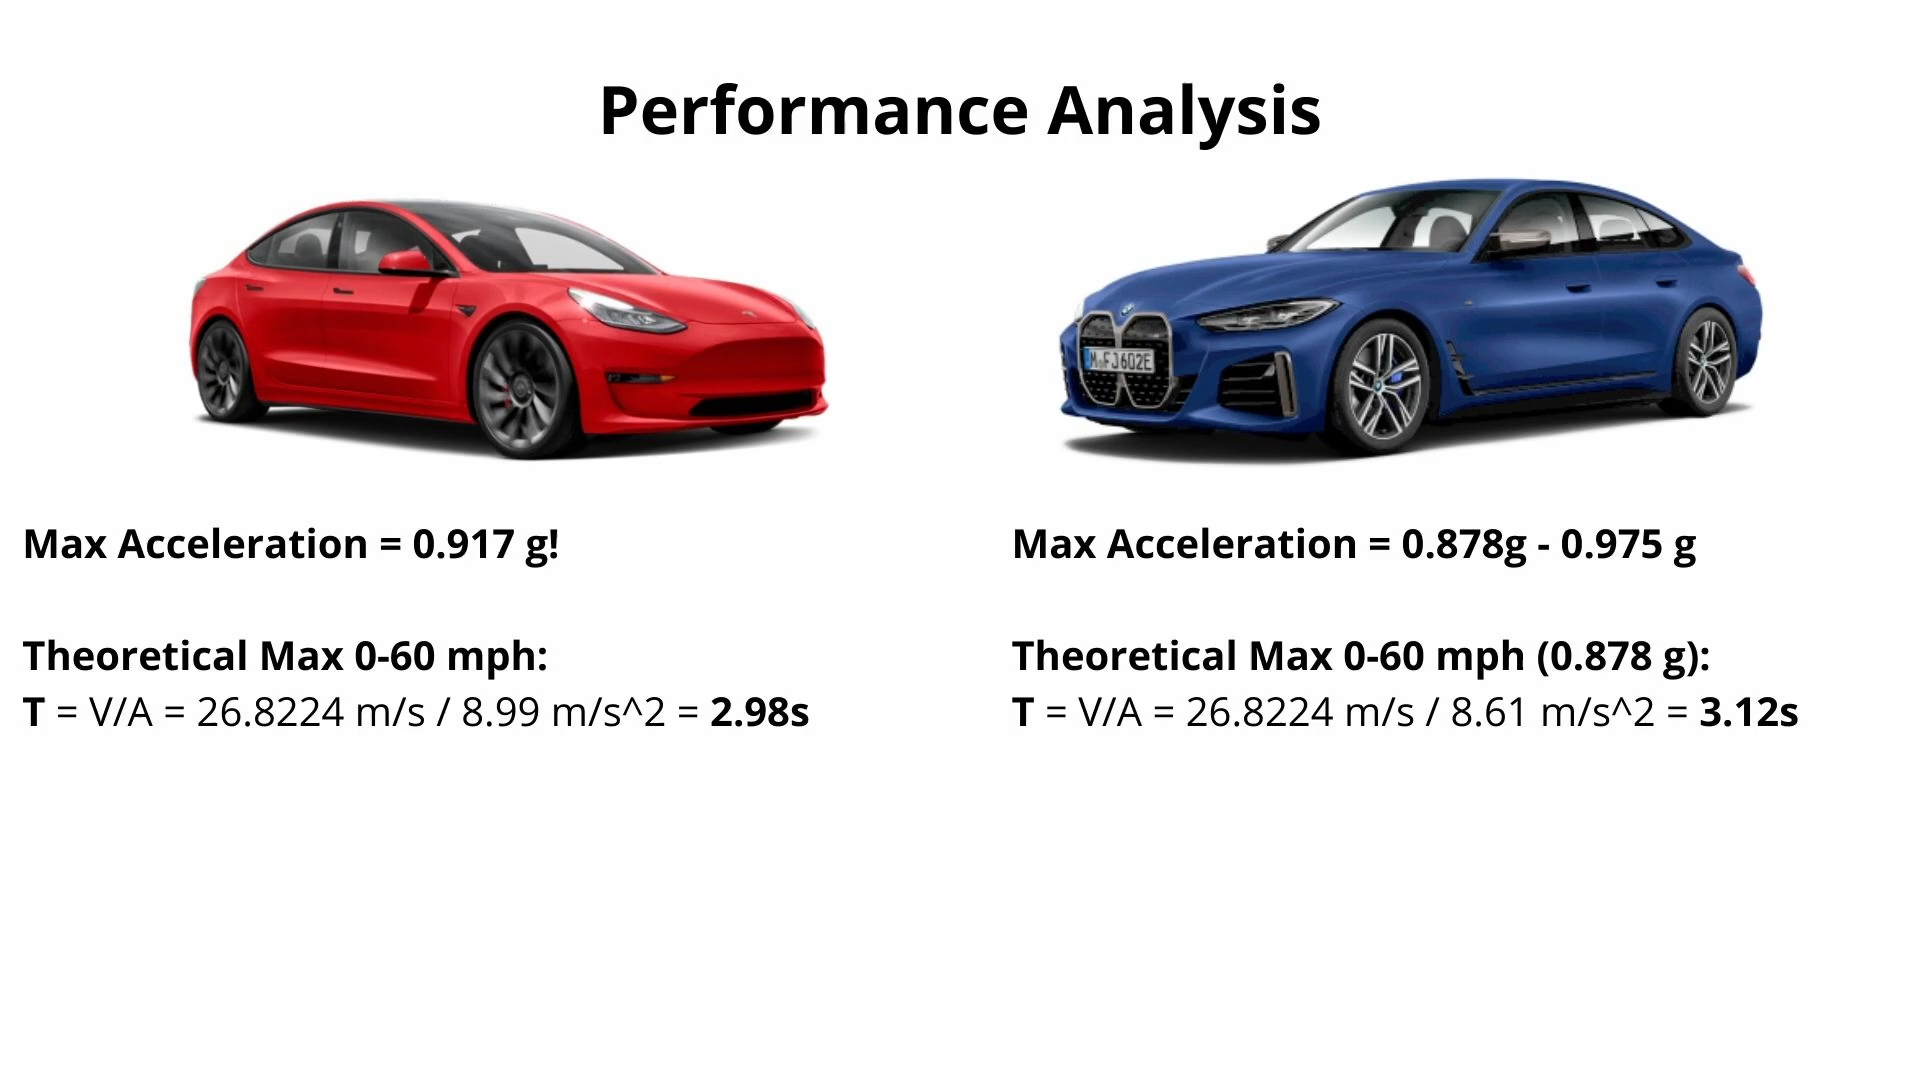 Performance Analysis
M FJ602E
Max Acceleration = 0.917 g!
Theoretical Max 0-60 mph:
T = V/A = 26.8224 m/s / 8.99 m/s^2 = 2.98s
Max Acceleration = 0.878g - 0.975 g
Theoretical Max 0-60 mph (0.878 g):
T = V/A = 26.8224 m/s / 8.61 m/s^2 = 3.12s